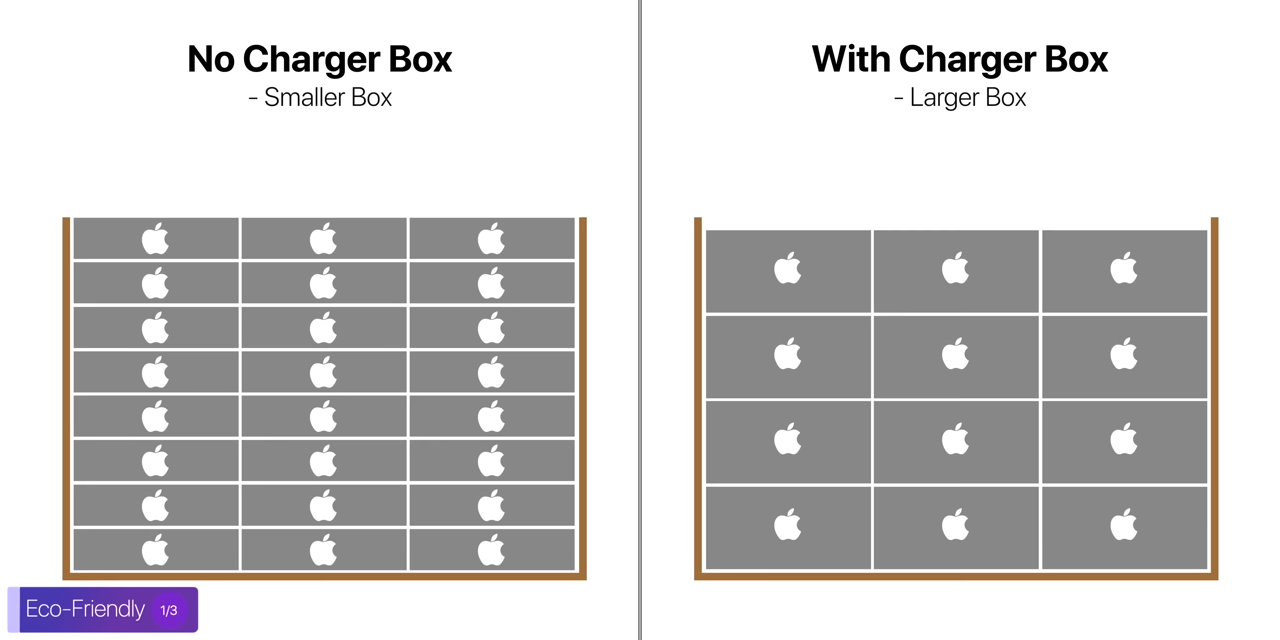 No Charger Box
- Smaller Box
With Charger Box
- Larger Box
Eco-Friendly 1/3